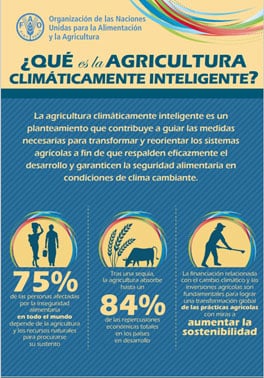 FAO
Organización de las Naciones
Unidas para la Alimentación
y la Agricultura
¿QUÉ es la AGRICULTURA
CLIMÁTICAMENTE INTELIGENTE?
La agricultura climáticamente inteligente es un
planteamiento que contribuye a guiar las medidas
necesarias para transformar y reorientar los sistemas
agrícolas a fin de que respalden eficazmente el
desarrollo y garanticen la seguridad alimentaria en
condiciones de clima cambiante.
75%
de las personas afectadas
por la inseguridad
alimentaria
en todo el mundo
depende de la agricultura
y los recursos naturales
para procurarse
su sustento
Tras una sequía,
la agricultura absorbe
hasta un
84%
de las repercusiones
económicas totales
en los países
en desarrollo
La financiación relacionada
con el cambio climático y las
inversiones agrícolas son
fundamentales para lograr
una transformación global
de las prácticas agrícolas
con miras a
aumentar la
sostenibilidad